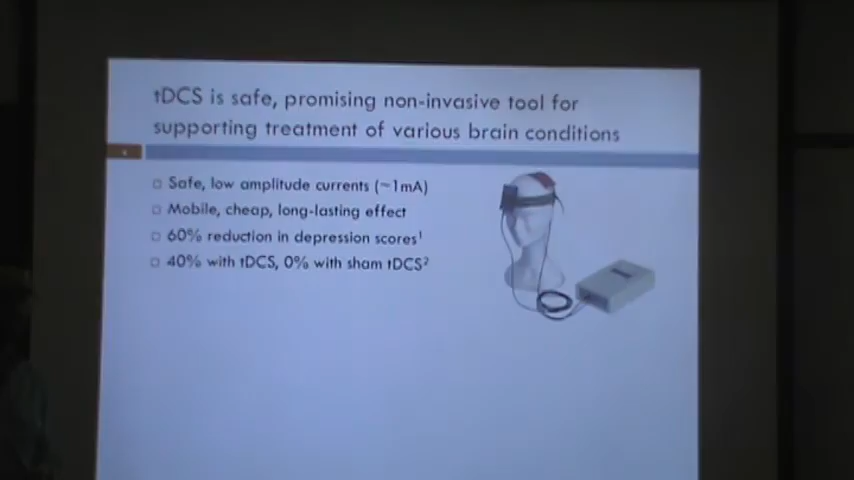 tDCS is safe, promising non-invasive tool for
supporting treatment of various brain conditions
Safe, low amplitude currents (~1mA)
Mobile, cheap, long-lasting effect
60% reduction in depression scores¹
40% with tDCS, 0% with sham tDCS²